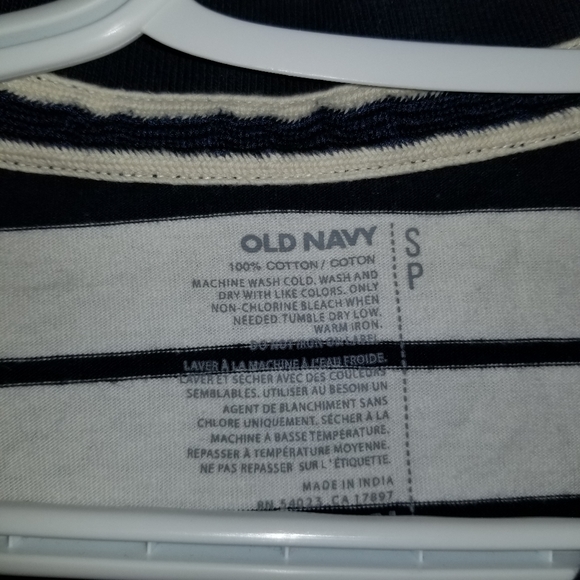 OLD NAVY
S
P
100% COTTON / COTON
MACHINE WASH COLD. WASH AND
DRY WITH LIKE COLORS. ONLY
NON-CHLORINE BLEACH WHEN
NEEDED. TUMBLE DRY LOW.
WARM IRON.
DO NOT IRON ON LABEL.
LAVER À LA MACHINE À L'EAU FROIDE.
LAVER ET SÉCHER AVEC DES COULEURS
SEMBLABLES. UTILISER AU BESOIN UN
AGENT DE BLANCHIMENT SANS
CHLORE UNIQUEMENT. SÉCHER À LA
MACHINE À BASSE TEMPÉRATURE.
REPASSER À TEMPÉRATURE MOYENNE.
NE PAS REPASSER SUR L'ÉTIQUETTE.
MADE IN INDIA
RN 54023 CA 17897